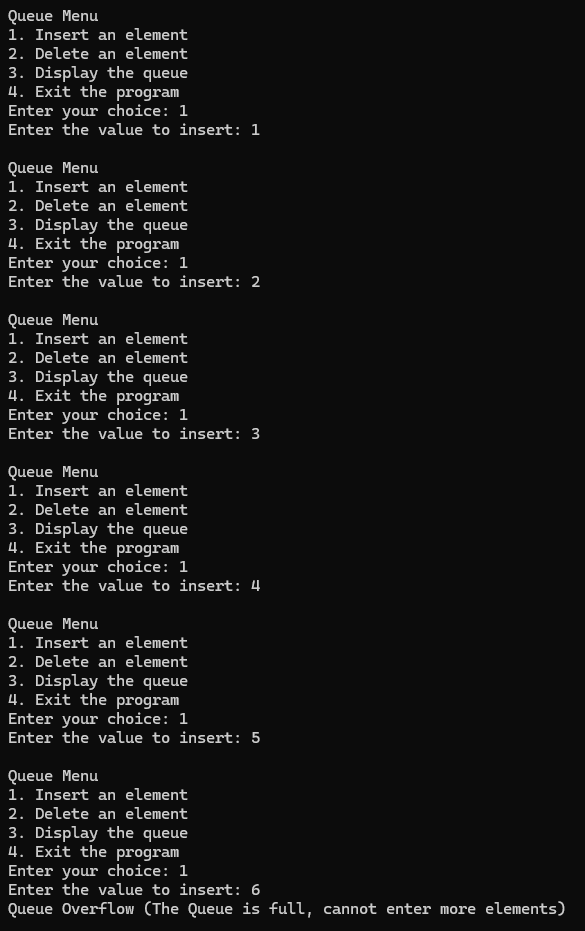 Queue Menu
1. Insert an element
2. Delete an element
3. Display the queue
4. Exit the program
Enter your choice: 1
Enter the value to insert: 1

Queue Menu
1. Insert an element
2. Delete an element
3. Display the queue
4. Exit the program
Enter your choice: 1
Enter the value to insert: 2

Queue Menu
1. Insert an element
2. Delete an element
3. Display the queue
4. Exit the program
Enter your choice: 1
Enter the value to insert: 3

Queue Menu
1. Insert an element
2. Delete an element
3. Display the queue
4. Exit the program
Enter your choice: 1
Enter the value to insert: 4

Queue Menu
1. Insert an element
2. Delete an element
3. Display the queue
4. Exit the program
Enter your choice: 1
Enter the value to insert: 5

Queue Menu
1. Insert an element
2. Delete an element
3. Display the queue
4. Exit the program
Enter your choice: 1
Enter the value to insert: 6
Queue Overflow (The Queue is full, cannot enter more elements)